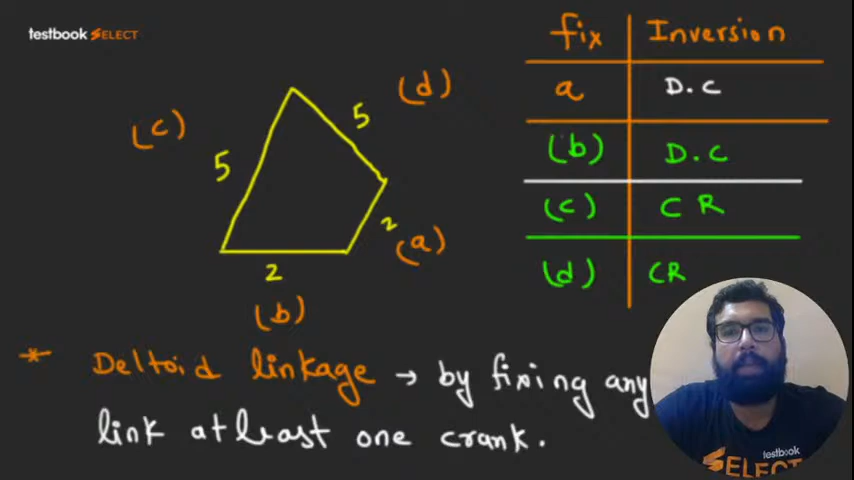 testbook SELECT
fix Inversion
a D.C
(b) D.C
(c) CR
(d) CR
(c)
5
5
(d)
2
(a)
2
(b)
* Deltoid linkage → by fixing any
link atleast one crank.
testbook
SELECT